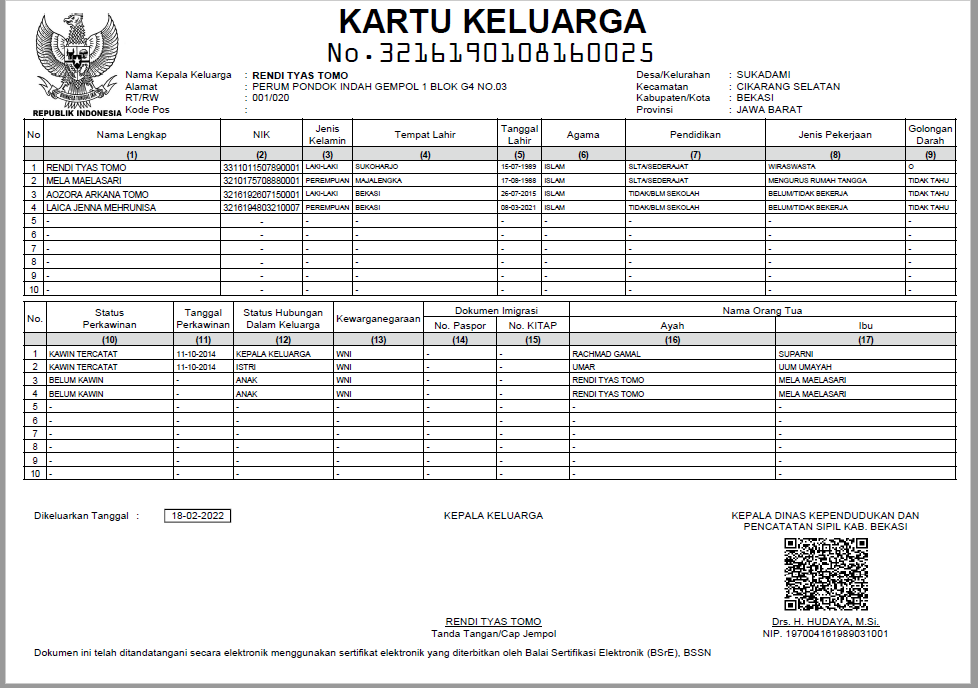 KARTU KELUARGA
No.3216190108160025
REPUBLIK INDONESIA
Nama Kepala Keluarga : RENDI TYAS TOMO
Alamat : PERUM PONDOK INDAH GEMPOL 1 BLOK G4 NO.03
RT/RW : 001/020
Kode Pos :
Desa/Kelurahan : SUKADAMI
Kecamatan : CIKARANG SELATAN
Kabupaten/Kota : BEKASI
Provinsi : JAWA BARAT
No Nama Lengkap NIK Jenis Kelamin Tempat Lahir Tanggal Lahir Agama Pendidikan Jenis Pekerjaan Golongan Darah
(1) (2) (3) (4) (5) (6) (7) (8) (9)
1 RENDI TYAS TOMO 3311011507890001 LAKI-LAKI SUKOHARJO 15-07-1989 ISLAM SLTA/SEDERAJAT WIRASWASTA O
2 MELA MAELASARI 3210175708880001 PEREMPUAN MAJALENGKA 17-08-1988 ISLAM SLTA/SEDERAJAT MENGURUS RUMAH TANGGA TIDAK TAHU
3 AOZORA ARKANA TOMO 3216192607150001 LAKI-LAKI BEKASI 26-07-2015 ISLAM TIDAK/BLM SEKOLAH BELUM/TIDAK BEKERJA TIDAK TAHU
4 LAICA JENNA MEHRUNISA 3216194803210007 PEREMPUAN BEKASI 08-03-2021 ISLAM TIDAK/BLM SEKOLAH BELUM/TIDAK BEKERJA TIDAK TAHU
5 - - - - - - - - -
6 - - - - - - - - -
7 - - - - - - - - -
8 - - - - - - - - -
9 - - - - - - - - -
10 - - - - - - - - -
No. Status Perkawinan Tanggal Perkawinan Status Hubungan Dalam Keluarga Kewarganegaraan Dokumen Imigrasi Nama Orang Tua
No. Paspor No. KITAP Ayah Ibu
(10) (11) (12) (13) (14) (15) (16) (17)
1 KAWIN TERCATAT 11-10-2014 KEPALA KELUARGA WNI - - RACHMAD GAMAL SUPARNI
2 KAWIN TERCATAT 11-10-2014 ISTRI WNI - - UMAR UUM UMAYAH
3 BELUM KAWIN - ANAK WNI - - RENDI TYAS TOMO MELA MAELASARI
4 BELUM KAWIN - ANAK WNI - - RENDI TYAS TOMO MELA MAELASARI
5 - - - - - - - -
6 - - - - - - - -
7 - - - - - - - -
8 - - - - - - - -
9 - - - - - - - -
10 - - - - - - - -
Dikeluarkan Tanggal : 18-02-2022
KEPALA KELUARGA
RENDI TYAS TOMO
Tanda Tangan/Cap Jempol
KEPALA DINAS KEPENDUDUKAN DAN
PENCATATAN SIPIL KAB. BEKASI
Drs. H. HUDAYA, M.Si.
NIP. 197004161989031001
Dokumen ini telah ditandatangani secara elektronik menggunakan sertifikat elektronik yang diterbitkan oleh Balai Sertifikasi Elektronik (BSrE), BSSN